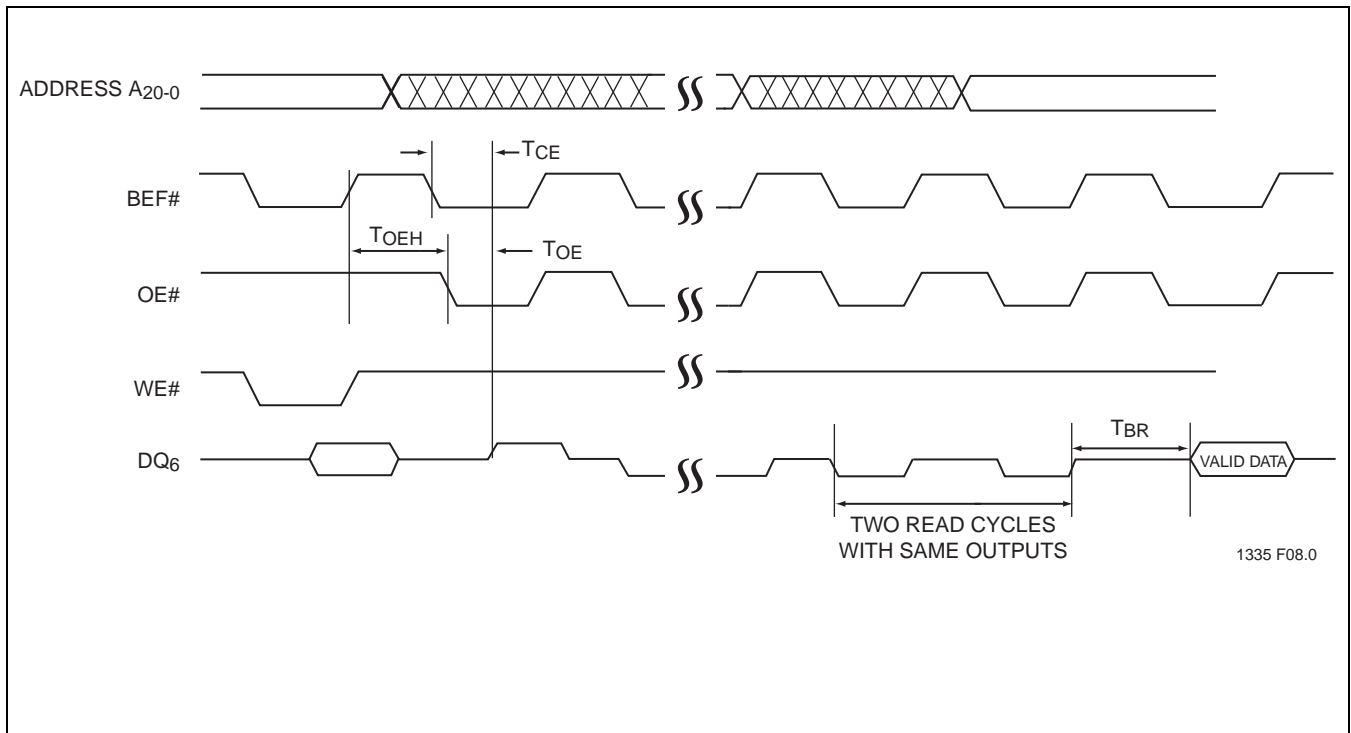 ADDRESS A20-0
TCE
BEF#
TOEH
TOE
OE#
WE#
TBR
DQ6
VALID DATA
TWO READ CYCLES
WITH SAME OUTPUTS
1335 F08.0